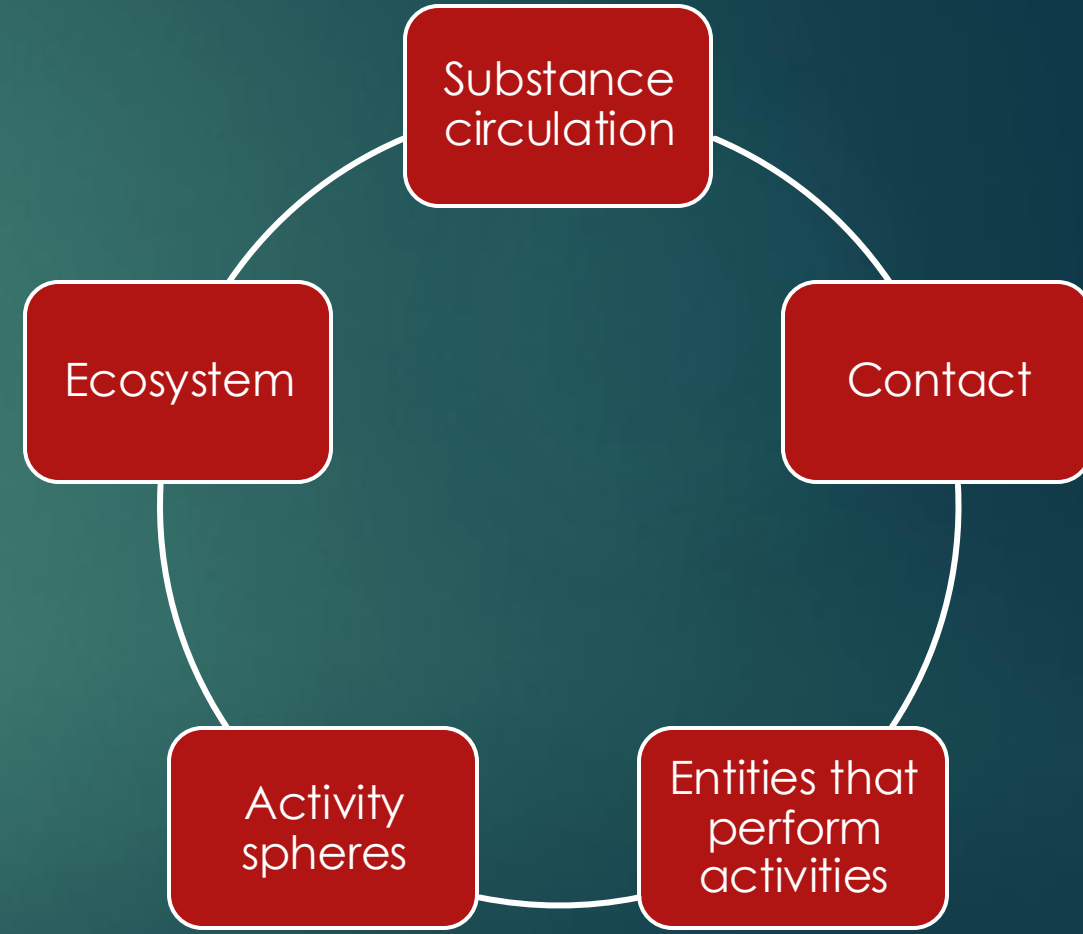 Substance
circulation
Contact
Entities that
perform
activities
Activity
spheres
Ecosystem